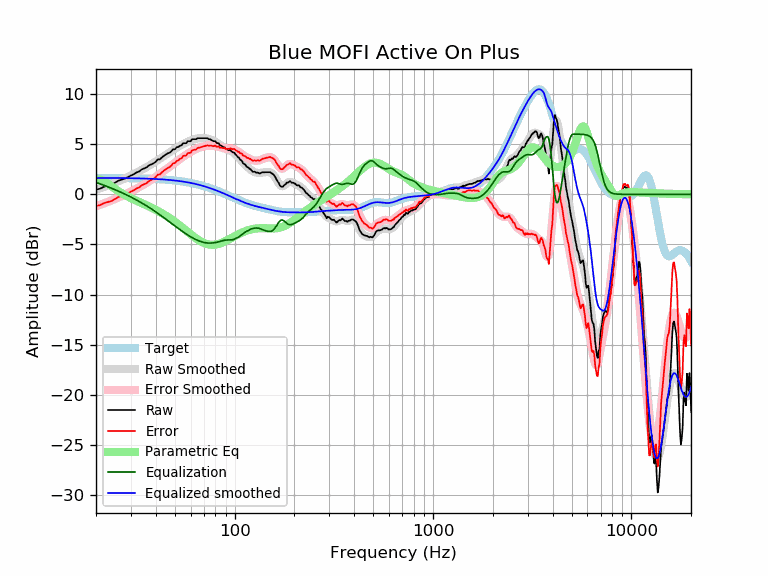 Blue MOFI Active On Plus
Amplitude (dBr)
10
5
0
−5
−10
−15
−20
−25
−30
Target
Raw Smoothed
Error Smoothed
Raw
Error
Parametric Eq
Equalization
Equalized smoothed
100
1000
10000
Frequency (Hz)